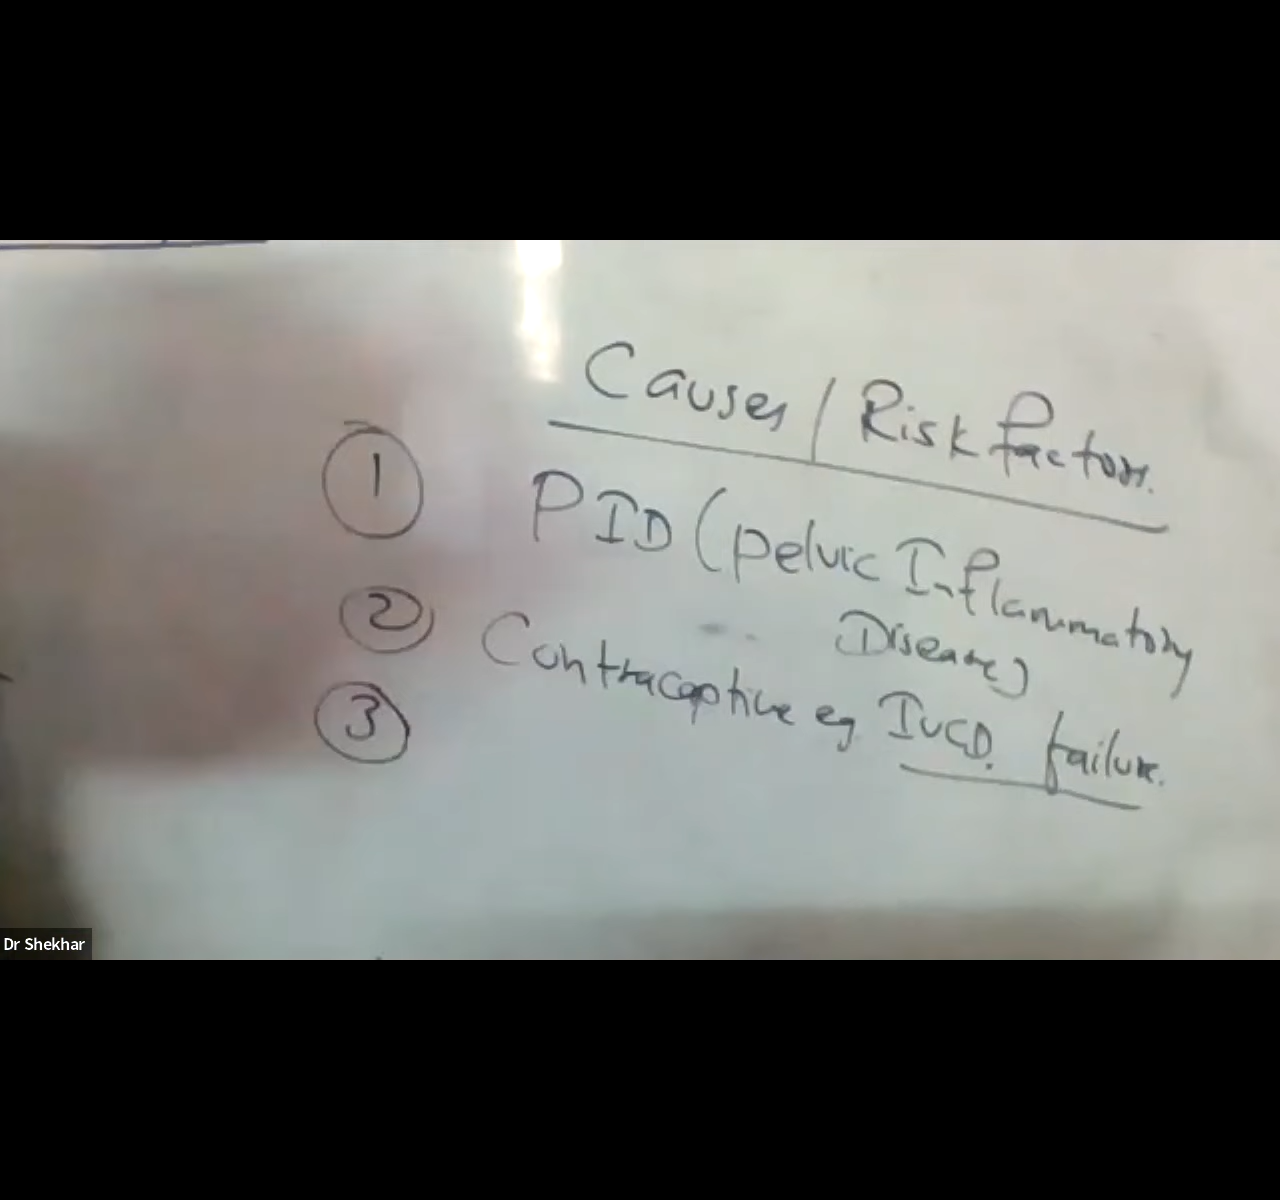 Causes / Risk factors.
1 PID (pelvic Inflammatory
Disease)
2 Contraceptive eg IUCD. failure.
3
Dr Shekhar